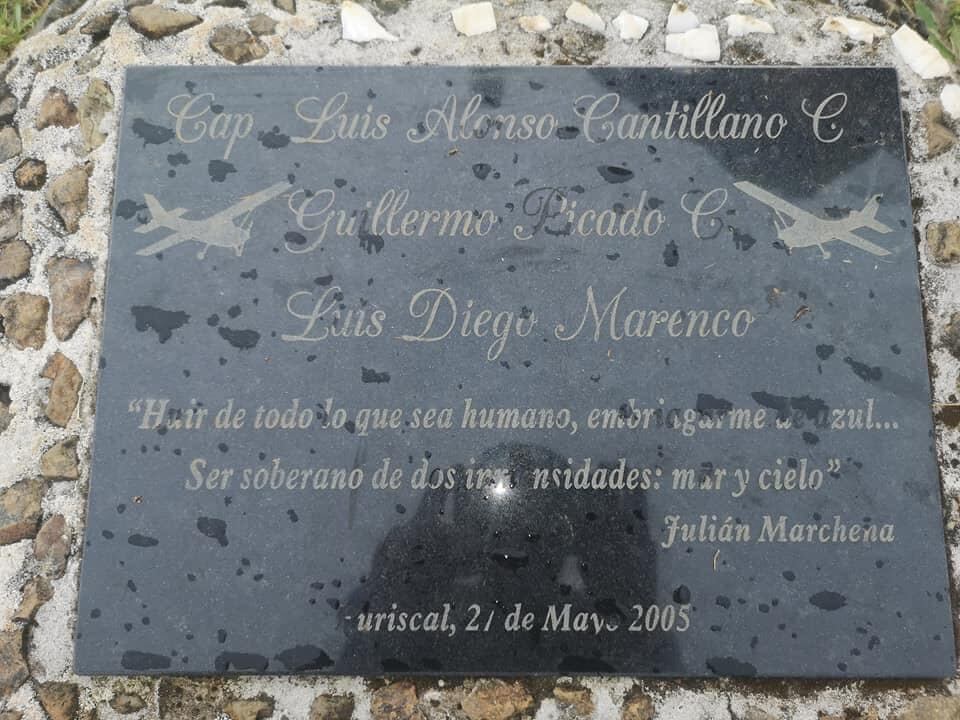 Cap Luis Alonso Cantillano C
Guillermo Picado C.
Luis Diego Marenco
“Huir de todo lo que sea humano, embriagarme de azul...
Ser soberano de dos inmensidades: mar y cielo”
Julián Marchena
27 de Mayo 2005